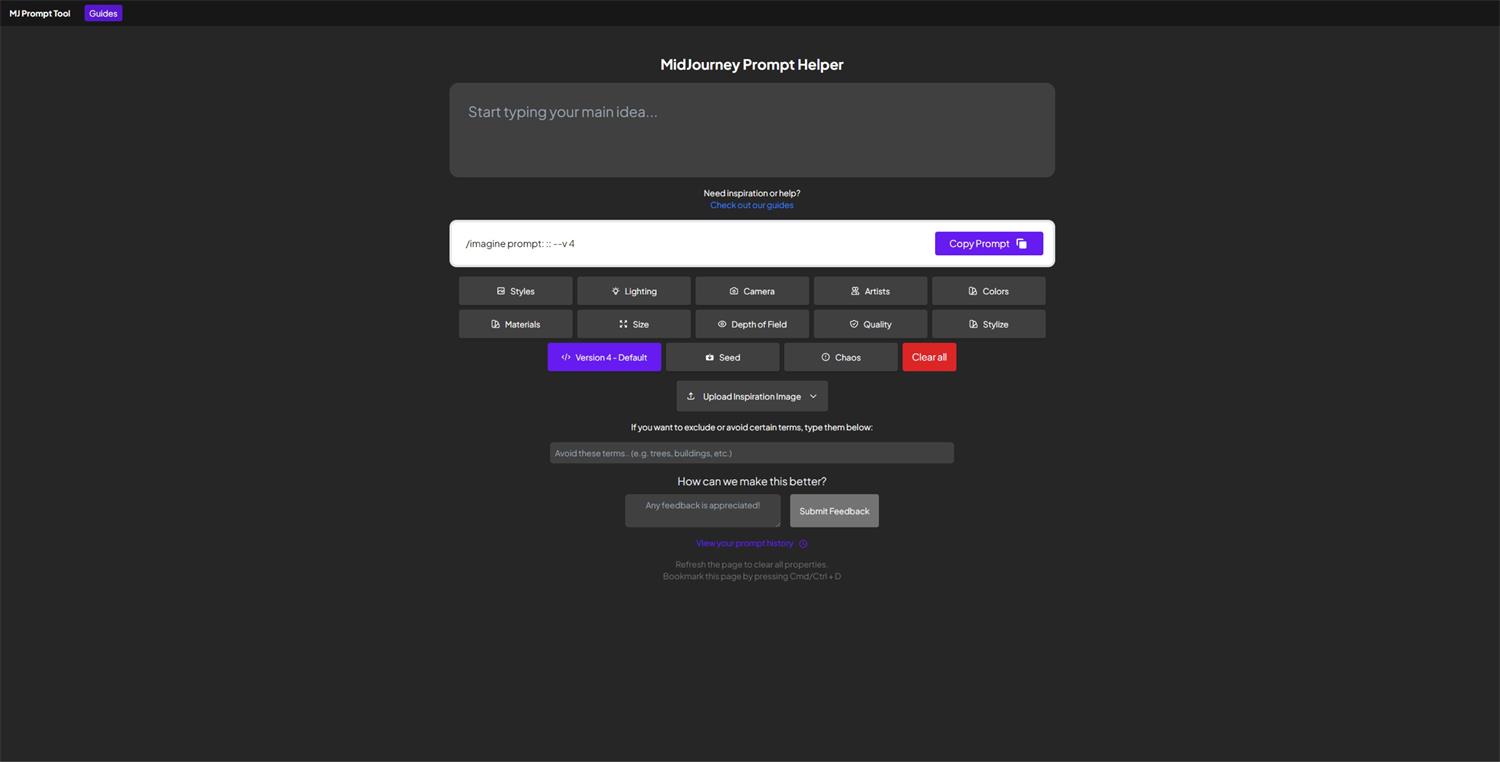 MJ Prompt Tool Guides
MidJourney Prompt Helper
Start typing your main idea...
Need inspiration or help?
Check out our guides
/imagine prompt: :: --v 4 Copy Prompt
Styles Lighting Camera Artists Colors
Materials Size Depth of Field Quality Stylize
Version 4 - Default Seed Chaos Clear all
Upload Inspiration Image
If you want to exclude or avoid certain terms, type them below:
Avoid these terms.. (e.g. trees, buildings, etc.)
How can we make this better?
Any feedback is appreciated! Submit Feedback
View your prompt history
Refresh the page to clear all properties.
Bookmark this page by pressing Cmd/Ctrl + D